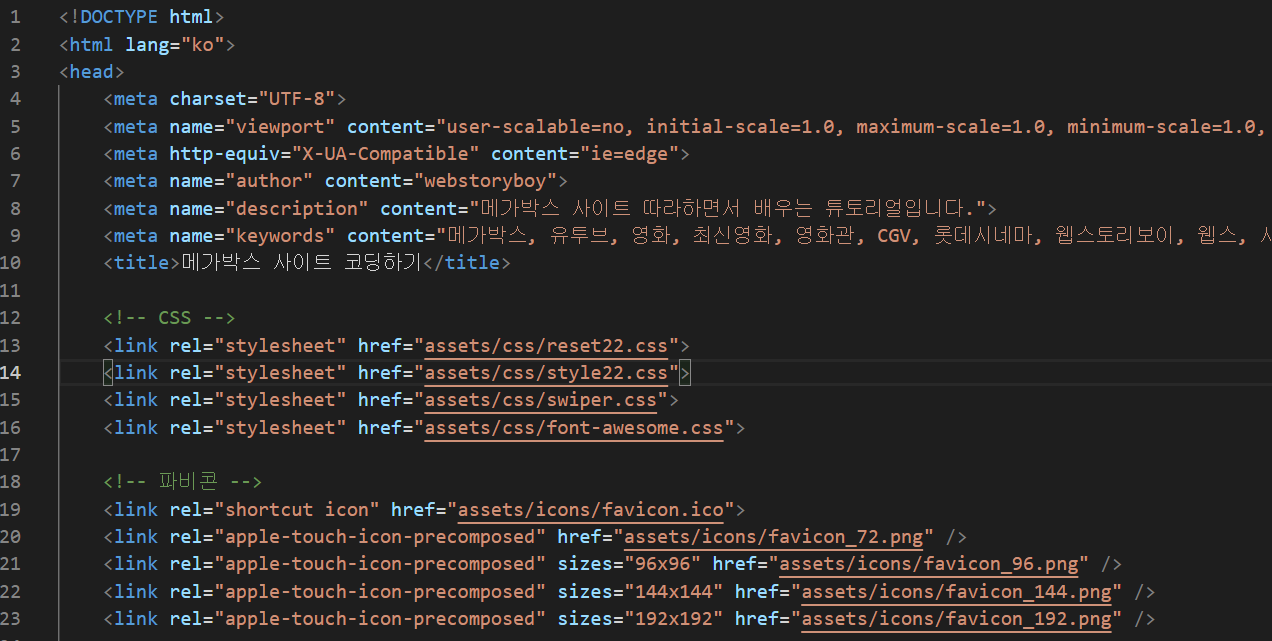 1 <!DOCTYPE html>
2 <html lang="ko">
3 <head>
4 <meta charset="UTF-8">
5 <meta name="viewport" content="user-scalable=no, initial-scale=1.0, maximum-scale=1.0, minimum-scale=1.0,
6 <meta http-equiv="X-UA-Compatible" content="ie=edge">
7 <meta name="author" content="webstoryboy">
8 <meta name="description" content="메가박스 사이트 따라하면서 배우는 튜토리얼입니다.">
9 <meta name="keywords" content="메가박스, 유투브, 영화, 최신영화, 영화관, CGV, 롯데시네마, 웹스토리보이, 웹스,
10 <title>메가박스 사이트 코딩하기</title>
11
12 <!-- CSS -->
13 <link rel="stylesheet" href="assets/css/reset22.css">
14 <link rel="stylesheet" href="assets/css/style22.css">
15 <link rel="stylesheet" href="assets/css/swiper.css">
16 <link rel="stylesheet" href="assets/css/font-awesome.css">
17
18 <!-- 파비콘 -->
19 <link rel="shortcut icon" href="assets/icons/favicon.ico">
20 <link rel="apple-touch-icon-precomposed" href="assets/icons/favicon_72.png" />
21 <link rel="apple-touch-icon-precomposed" sizes="96x96" href="assets/icons/favicon_96.png" />
22 <link rel="apple-touch-icon-precomposed" sizes="144x144" href="assets/icons/favicon_144.png" />
23 <link rel="apple-touch-icon-precomposed" sizes="192x192" href="assets/icons/favicon_192.png" />